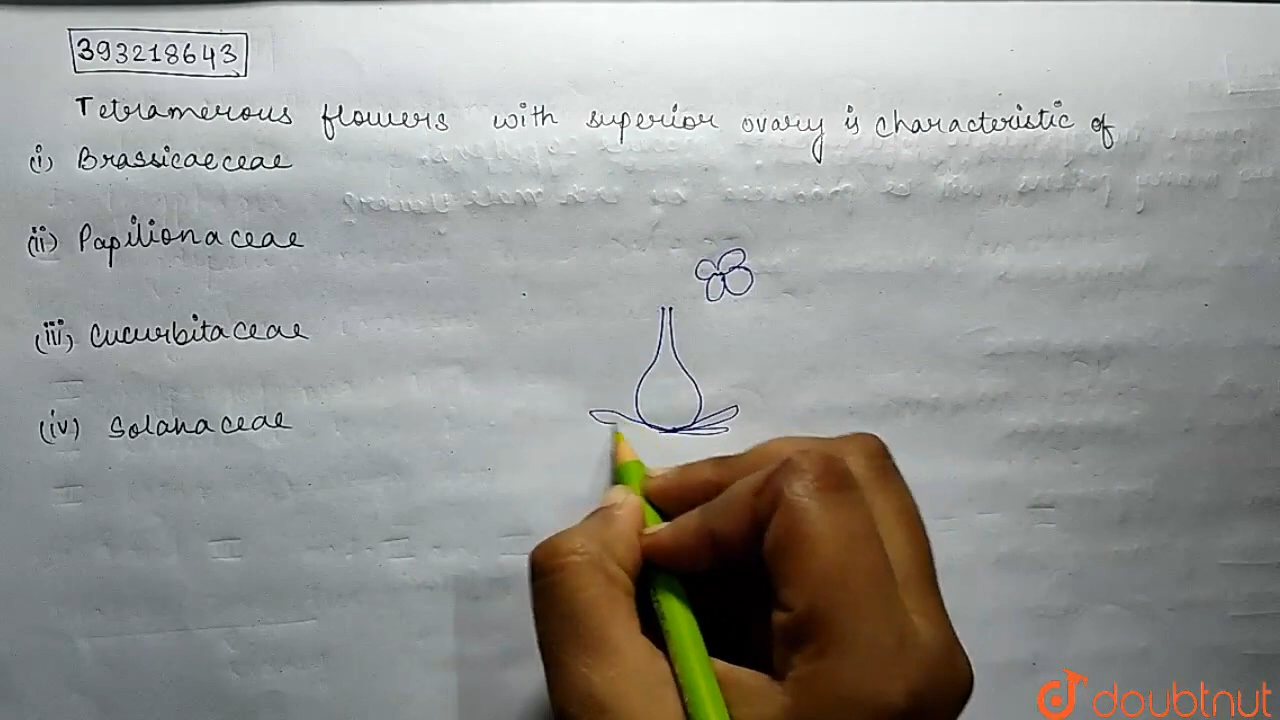 393218643
Tetramerous flowers with superior ovary is characteristic of
(i) Brassicaeceae
(ii) Papilionaceae
(iii) Cucurbitaceae
(iv) Solanaceae
doubtnut